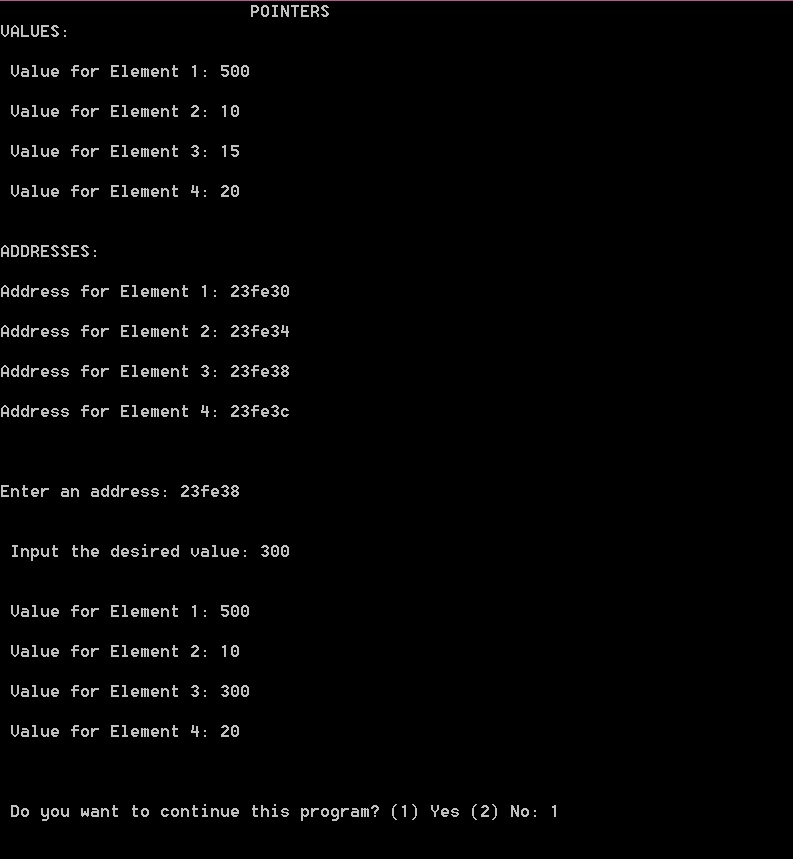 POINTERS
VALUES:
Value for Element 1: 500
Value for Element 2: 10
Value for Element 3: 15
Value for Element 4: 20
ADDRESSES:
Address for Element 1: 23fe30
Address for Element 2: 23fe34
Address for Element 3: 23fe38
Address for Element 4: 23fe3c
Enter an address: 23fe38
Input the desired value: 300
Value for Element 1: 500
Value for Element 2: 10
Value for Element 3: 300
Value for Element 4: 20
Do you want to continue this program? (1) Yes (2) No: 1